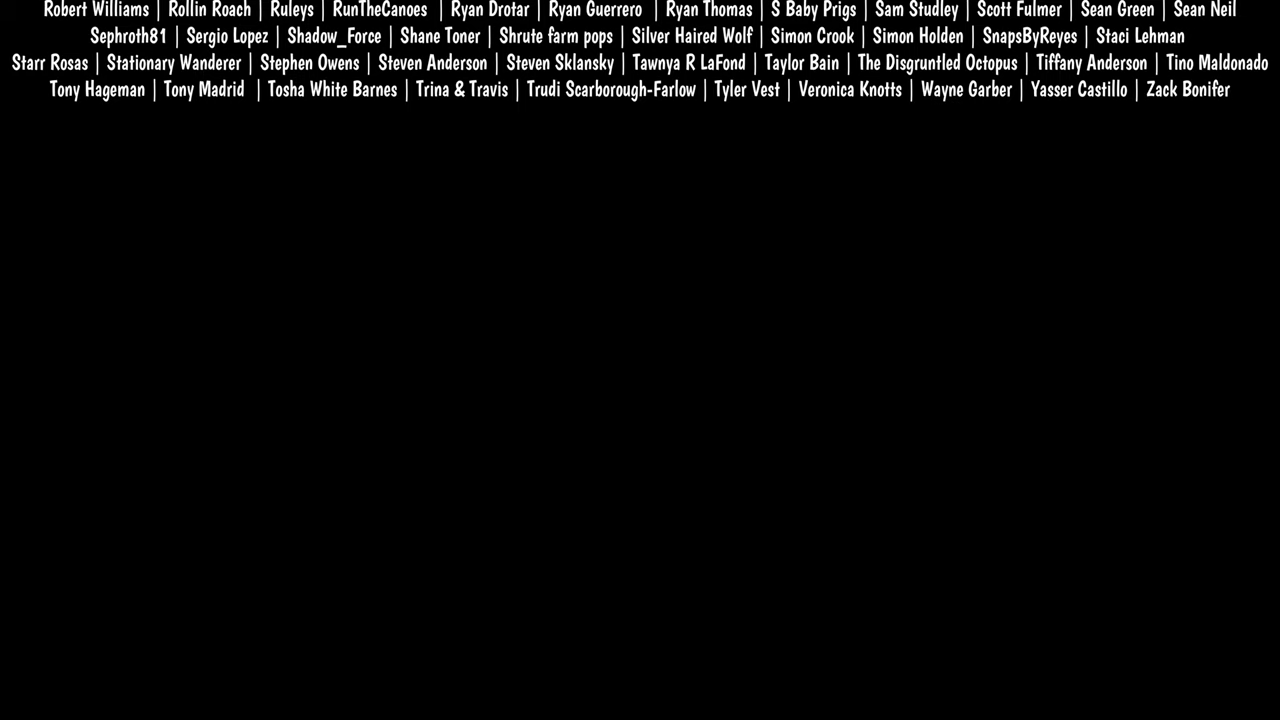 Robert Williams | Rollin Roach | Ruleys | RunTheCanoes | Ryan Drotar | Ryan Guerrero | Ryan Thomas | S Baby Prigs | Sam Studley | Scott Fulmer | Sean Green | Sean Neil
Sephroth81 | Sergio Lopez | Shadow_Force | Shane Toner | Shrute farm pops | Silver Haired Wolf | Simon Crook | Simon Holden | SnapsByReyes | Staci Lehman
Starr Rosas | Stationary Wanderer | Stephen Owens | Steven Anderson | Steven Sklansky | Tawnya R LaFond | Taylor Bain | The Disgruntled Octopus | Tiffany Anderson | Tino Maldonado
Tony Hageman | Tony Madrid | Tosha White Barnes | Trina & Travis | Trudi Scarborough-Farlow | Tyler Vest | Veronica Knotts | Wayne Garber | Yasser Castillo | Zack Bonifer